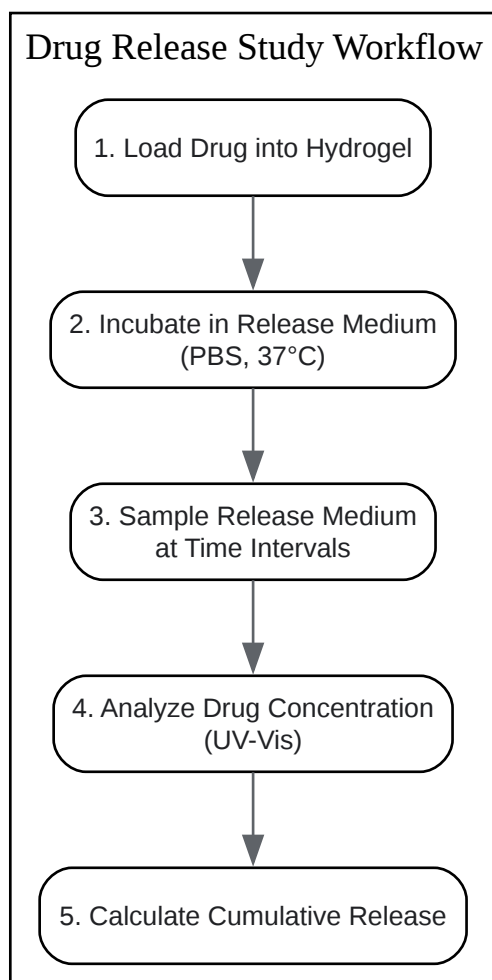 Drug Release Study Workflow
1. Load Drug into Hydrogel
2. Incubate in Release Medium
(PBS, 37°C)
3. Sample Release Medium
at Time Intervals
4. Analyze Drug Concentration
(UV-Vis)
5. Calculate Cumulative Release